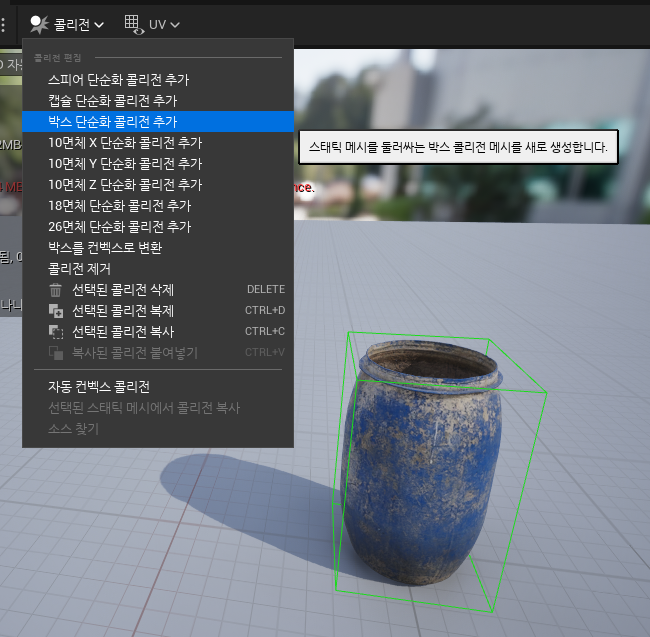 콜리전
UV
콜리전 편집
스피어 단순화 콜리전 추가
캡슐 단순화 콜리전 추가
박스 단순화 콜리전 추가
스태틱 메시를 둘러싸는 박스 콜리전 메시를 새로 생성합니다.
10면체 X 단순화 콜리전 추가
10면체 Y 단순화 콜리전 추가
10면체 Z 단순화 콜리전 추가
nce.
18면체 단순화 콜리전 추가
26면체 단순화 콜리전 추가
박스를 컨벡스로 변환
콜리전 제거
선택된 콜리전 삭제 DELETE
선택된 콜리전 복제 CTRL+D
선택된 콜리전 복사 CTRL+C
복사된 콜리전 붙여넣기 CTRL+V
자동 컨벡스 콜리전
선택된 스태틱 메시에서 콜리전 복사
소스 찾기